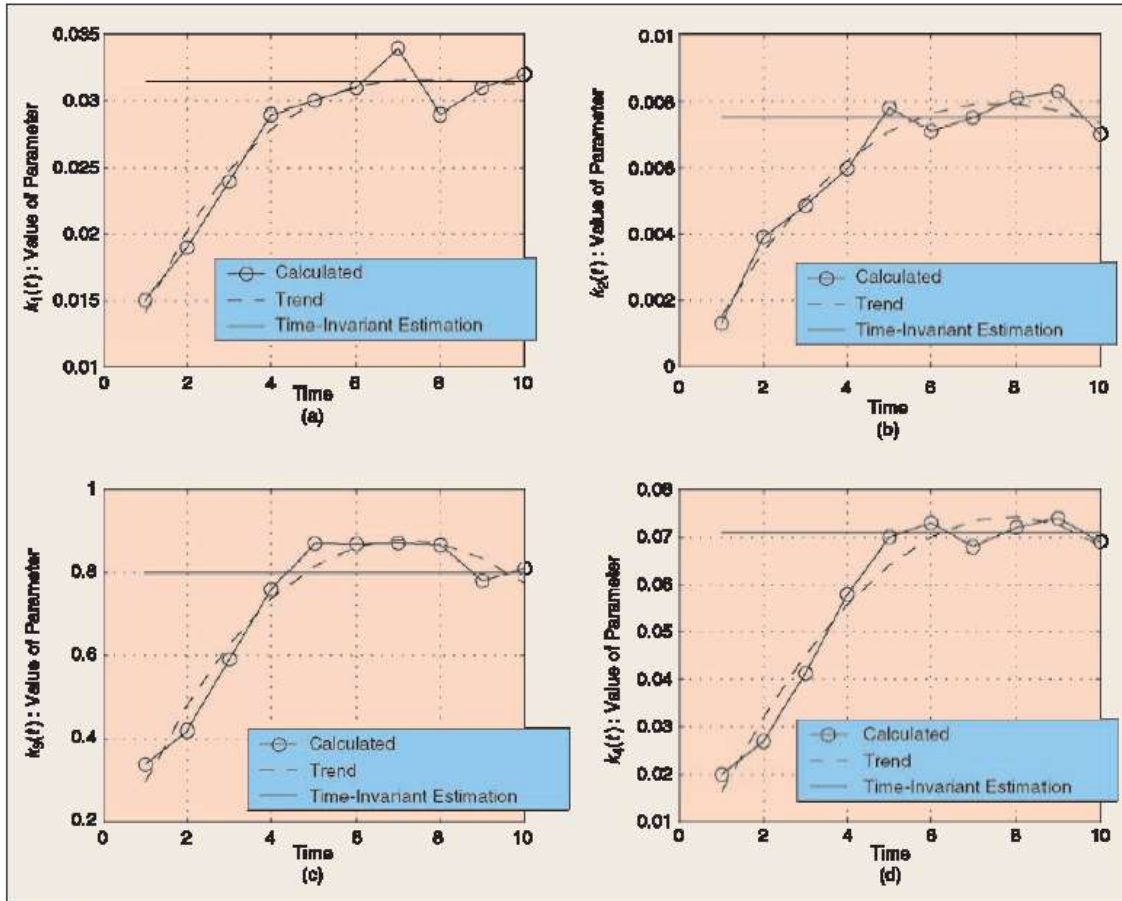 k1(t) : Value of Parameter
0.035
0.03
0.025
0.02
0.015
0.01
0
2
4
6
8
10
Calculated
Trend
Time-Invariant Estimation
Time
(a)
k2(t) : Value of Parameter
0.01
0.008
0.006
0.004
0.002
0
0
2
4
6
8
10
Calculated
Trend
Time-Invariant Estimation
Time
(b)
k3(t) : Value of Parameter
1
0.8
0.6
0.4
0.2
0
2
4
6
8
10
Calculated
Trend
Time-Invariant Estimation
Time
(c)
k4(t) : Value of Parameter
0.08
0.07
0.06
0.05
0.04
0.03
0.02
0.01
0
2
4
6
8
10
Calculated
Trend
Time-Invariant Estimation
Time
(d)